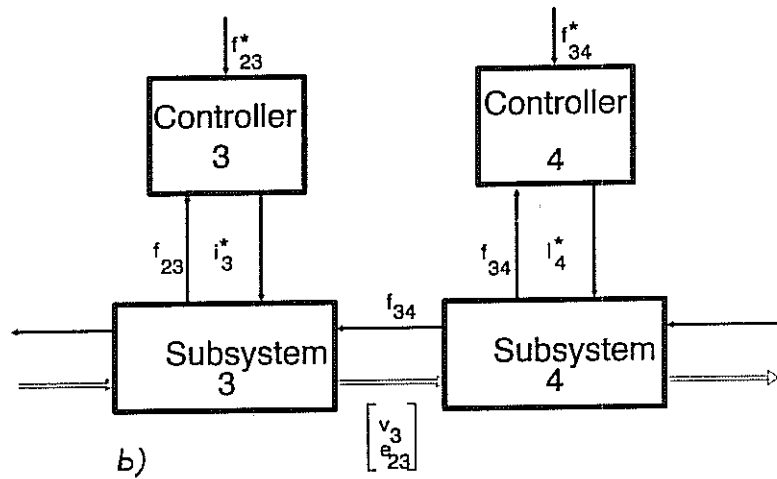 f*23
f*34
Controller
3
Controller
4
f23
i*3
f34
I*4
f34
Subsystem
3
Subsystem
4
[v3
e23]
b)